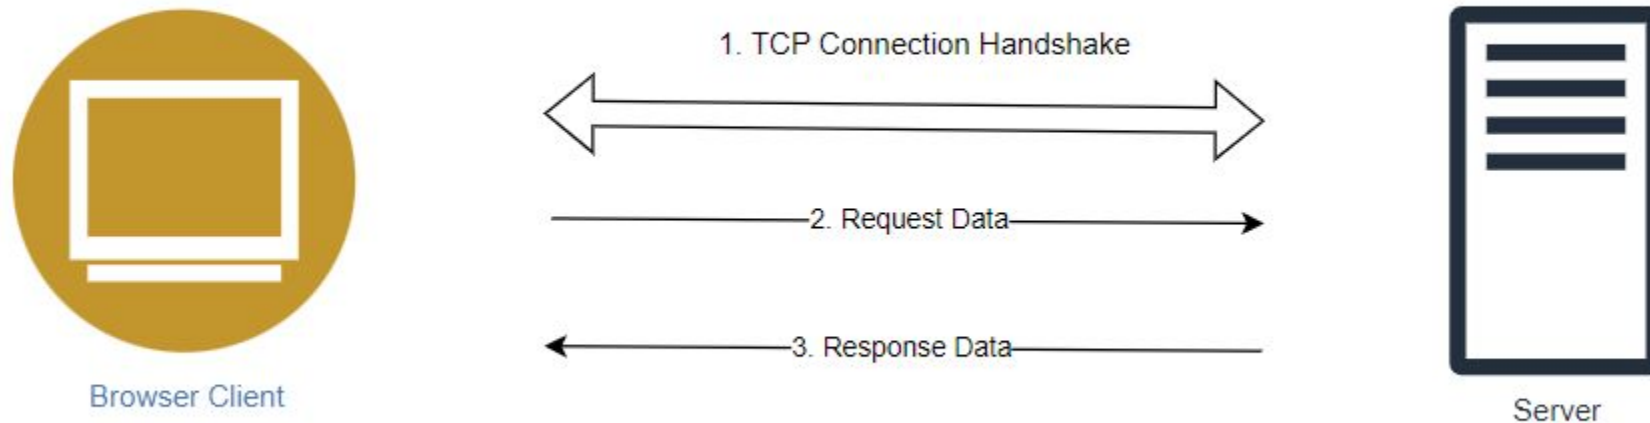 1. TCP Connection Handshake
2. Request Data
3. Response Data
Browser Client
Server